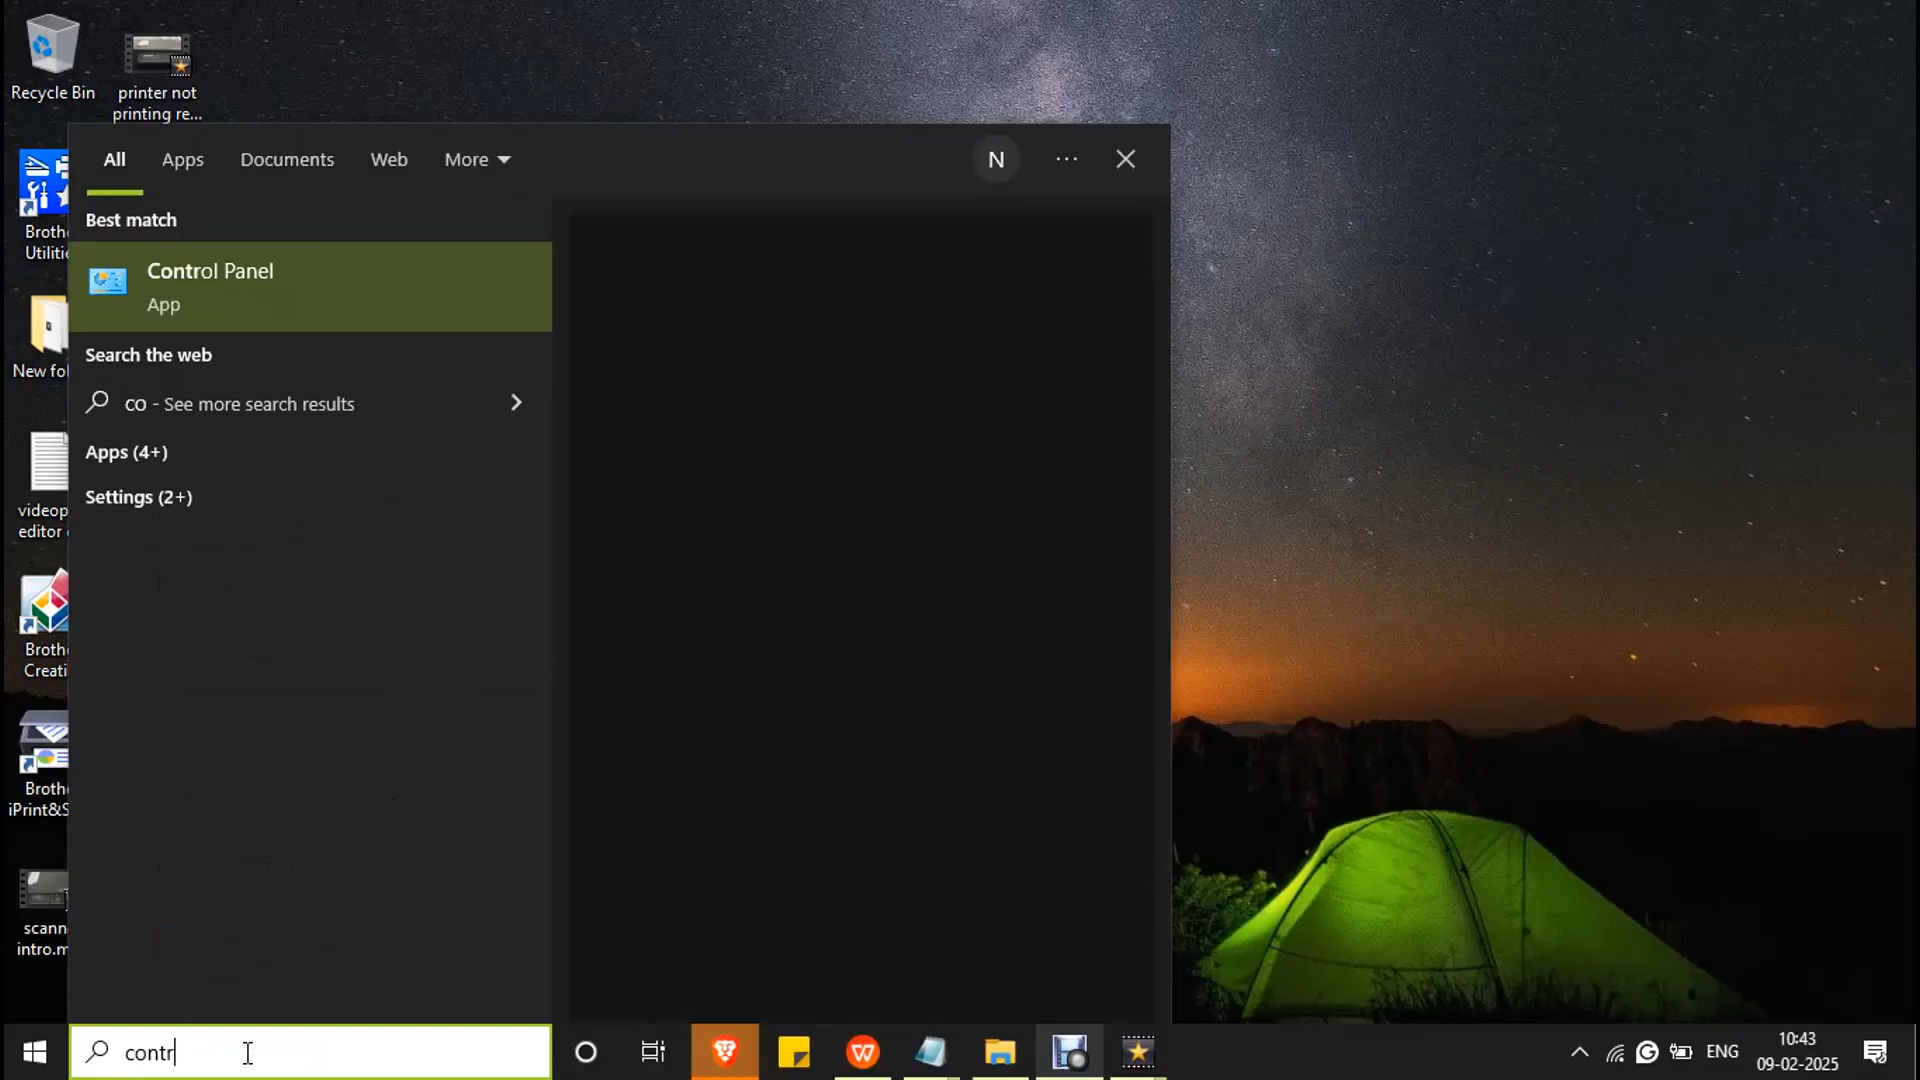 Recycle Bin
printer not
printing re...
All
Apps
Documents
Web
More
N
Best match
Control Panel
App
Search the web
co - See more search results
Apps (4+)
Settings (2+)
Broth
Utilitie
New fol
videop
editor
Broth
Creati
Broth
iPrint&S
scann
intro.m
contr
ENG
10:43
09-02-2025